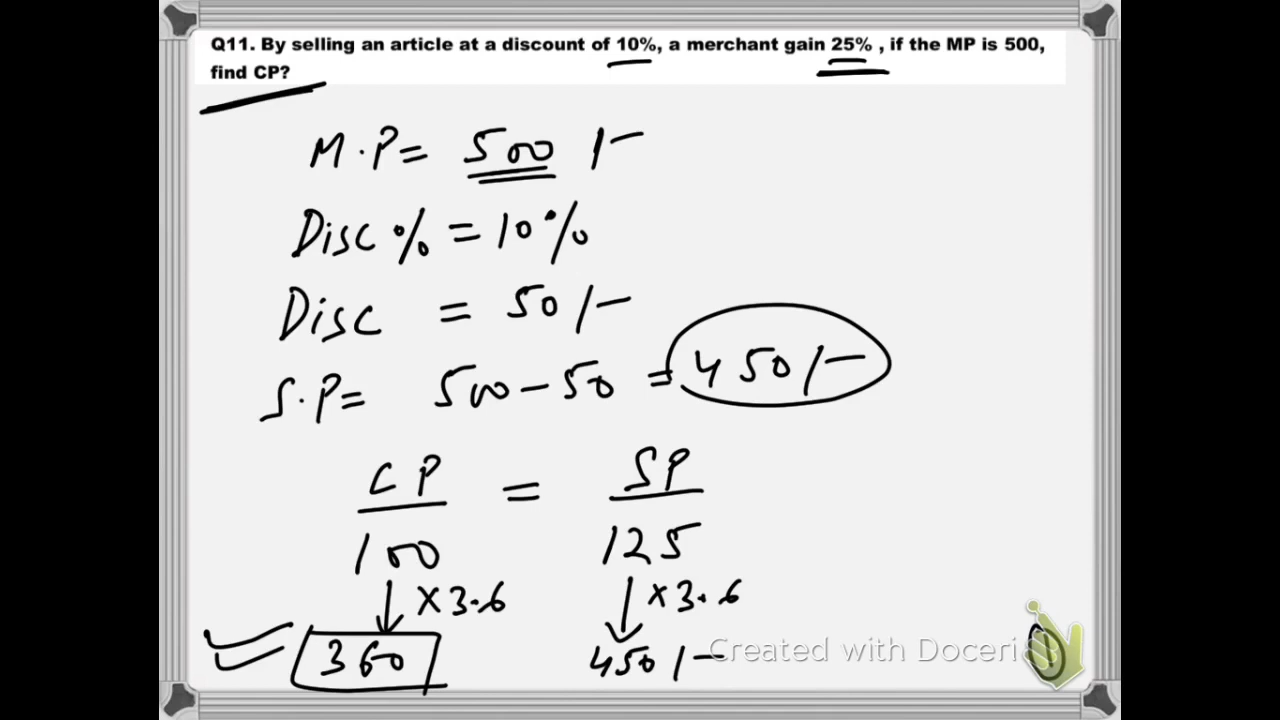 Q11. By selling an article at a discount of 10%, a merchant gain 25% , if the MP is 500,
find CP?
M.P = 500 /-
Disc % = 10%
Disc = 50/-
S.P = 500 - 50 = 450/-
CP = SP
100 125
×3.6 ×3.6
360 450/-
Created with Doceri